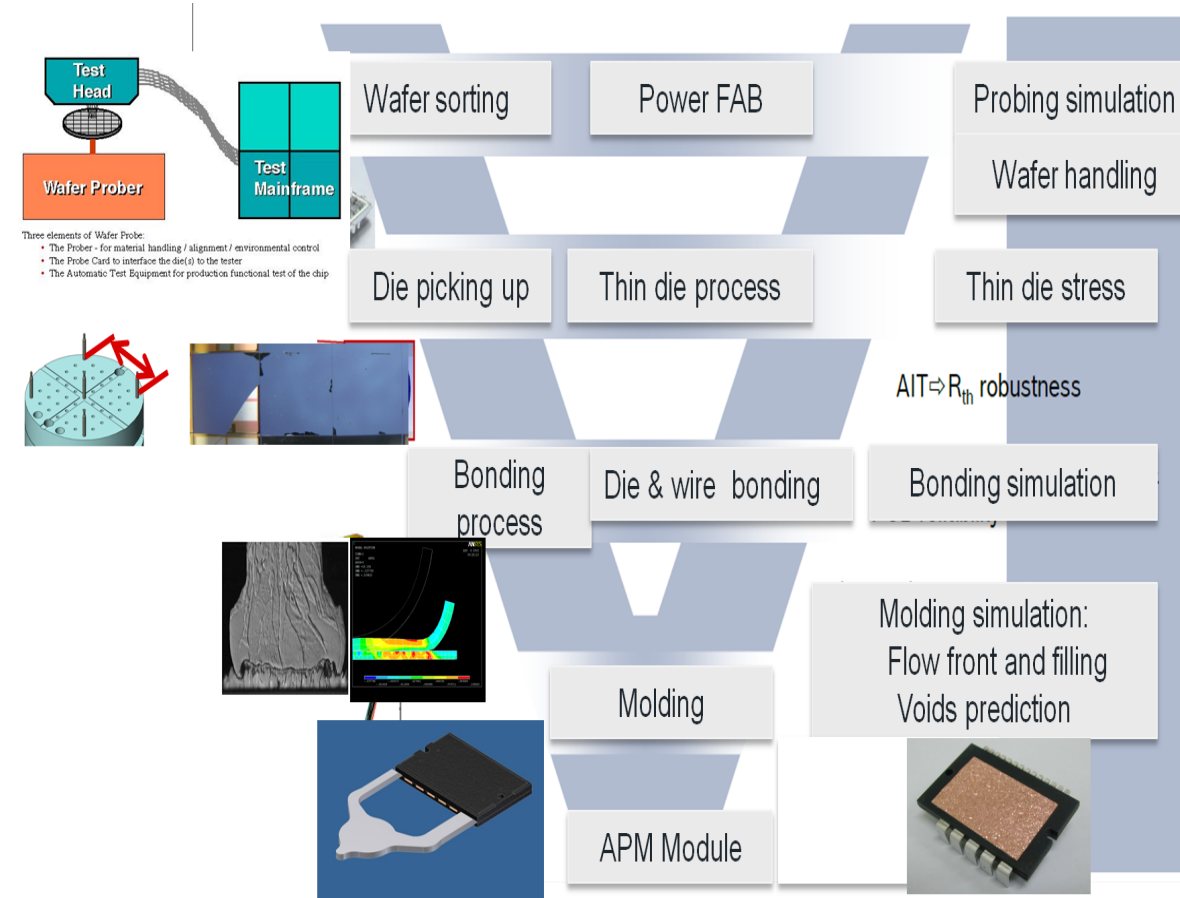 Test
Head
Wafer Prober
Test
Mainframe
Three elements of Wafer Probe:
• The Prober - for material handling / alignment / environmental control
• The Probe Card to interface the die(s) to the tester
• The Automatic Test Equipment for production functional test of the chip
Wafer sorting
Power FAB
Probing simulation
Wafer handling
Die picking up
Thin die process
Thin die stress
AIT⇨Rth robustness
Bonding
process
Die & wire bonding
Bonding simulation
Molding simulation:
Flow front and filling
Voids prediction
Molding
APM Module